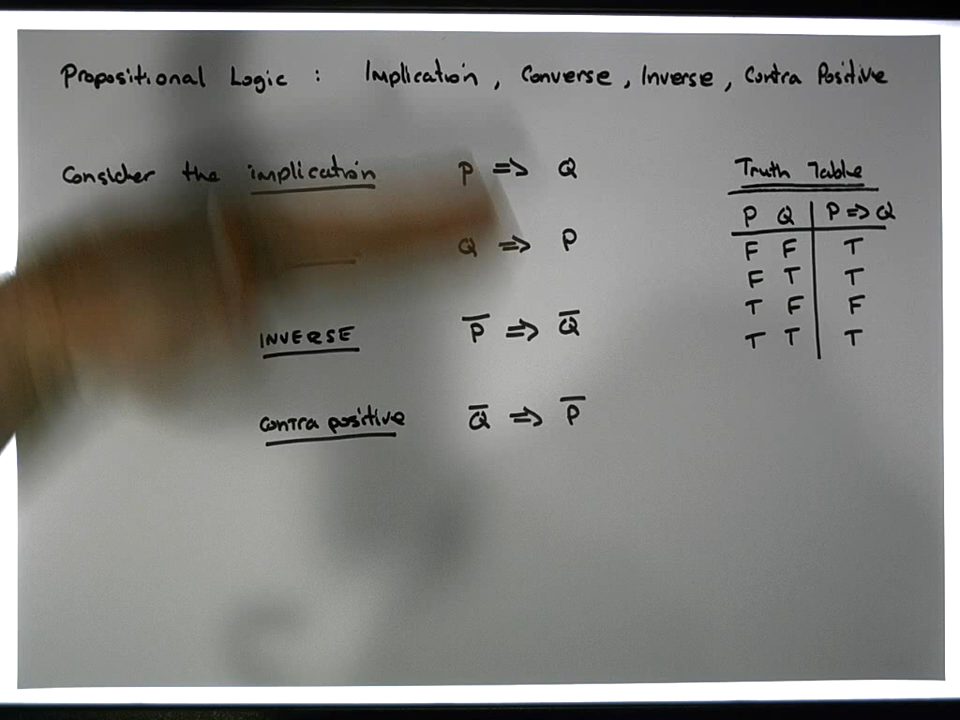 Propositional Logic : Implication, Converse, Inverse, Contra Positive
Consider the implication P => Q
Q => P
INVERSE P̅ => Q̅
Contra positive Q̅ => P̅
Truth Table
P Q | P => Q
F F | T
F T | T
T F | F
T T | T